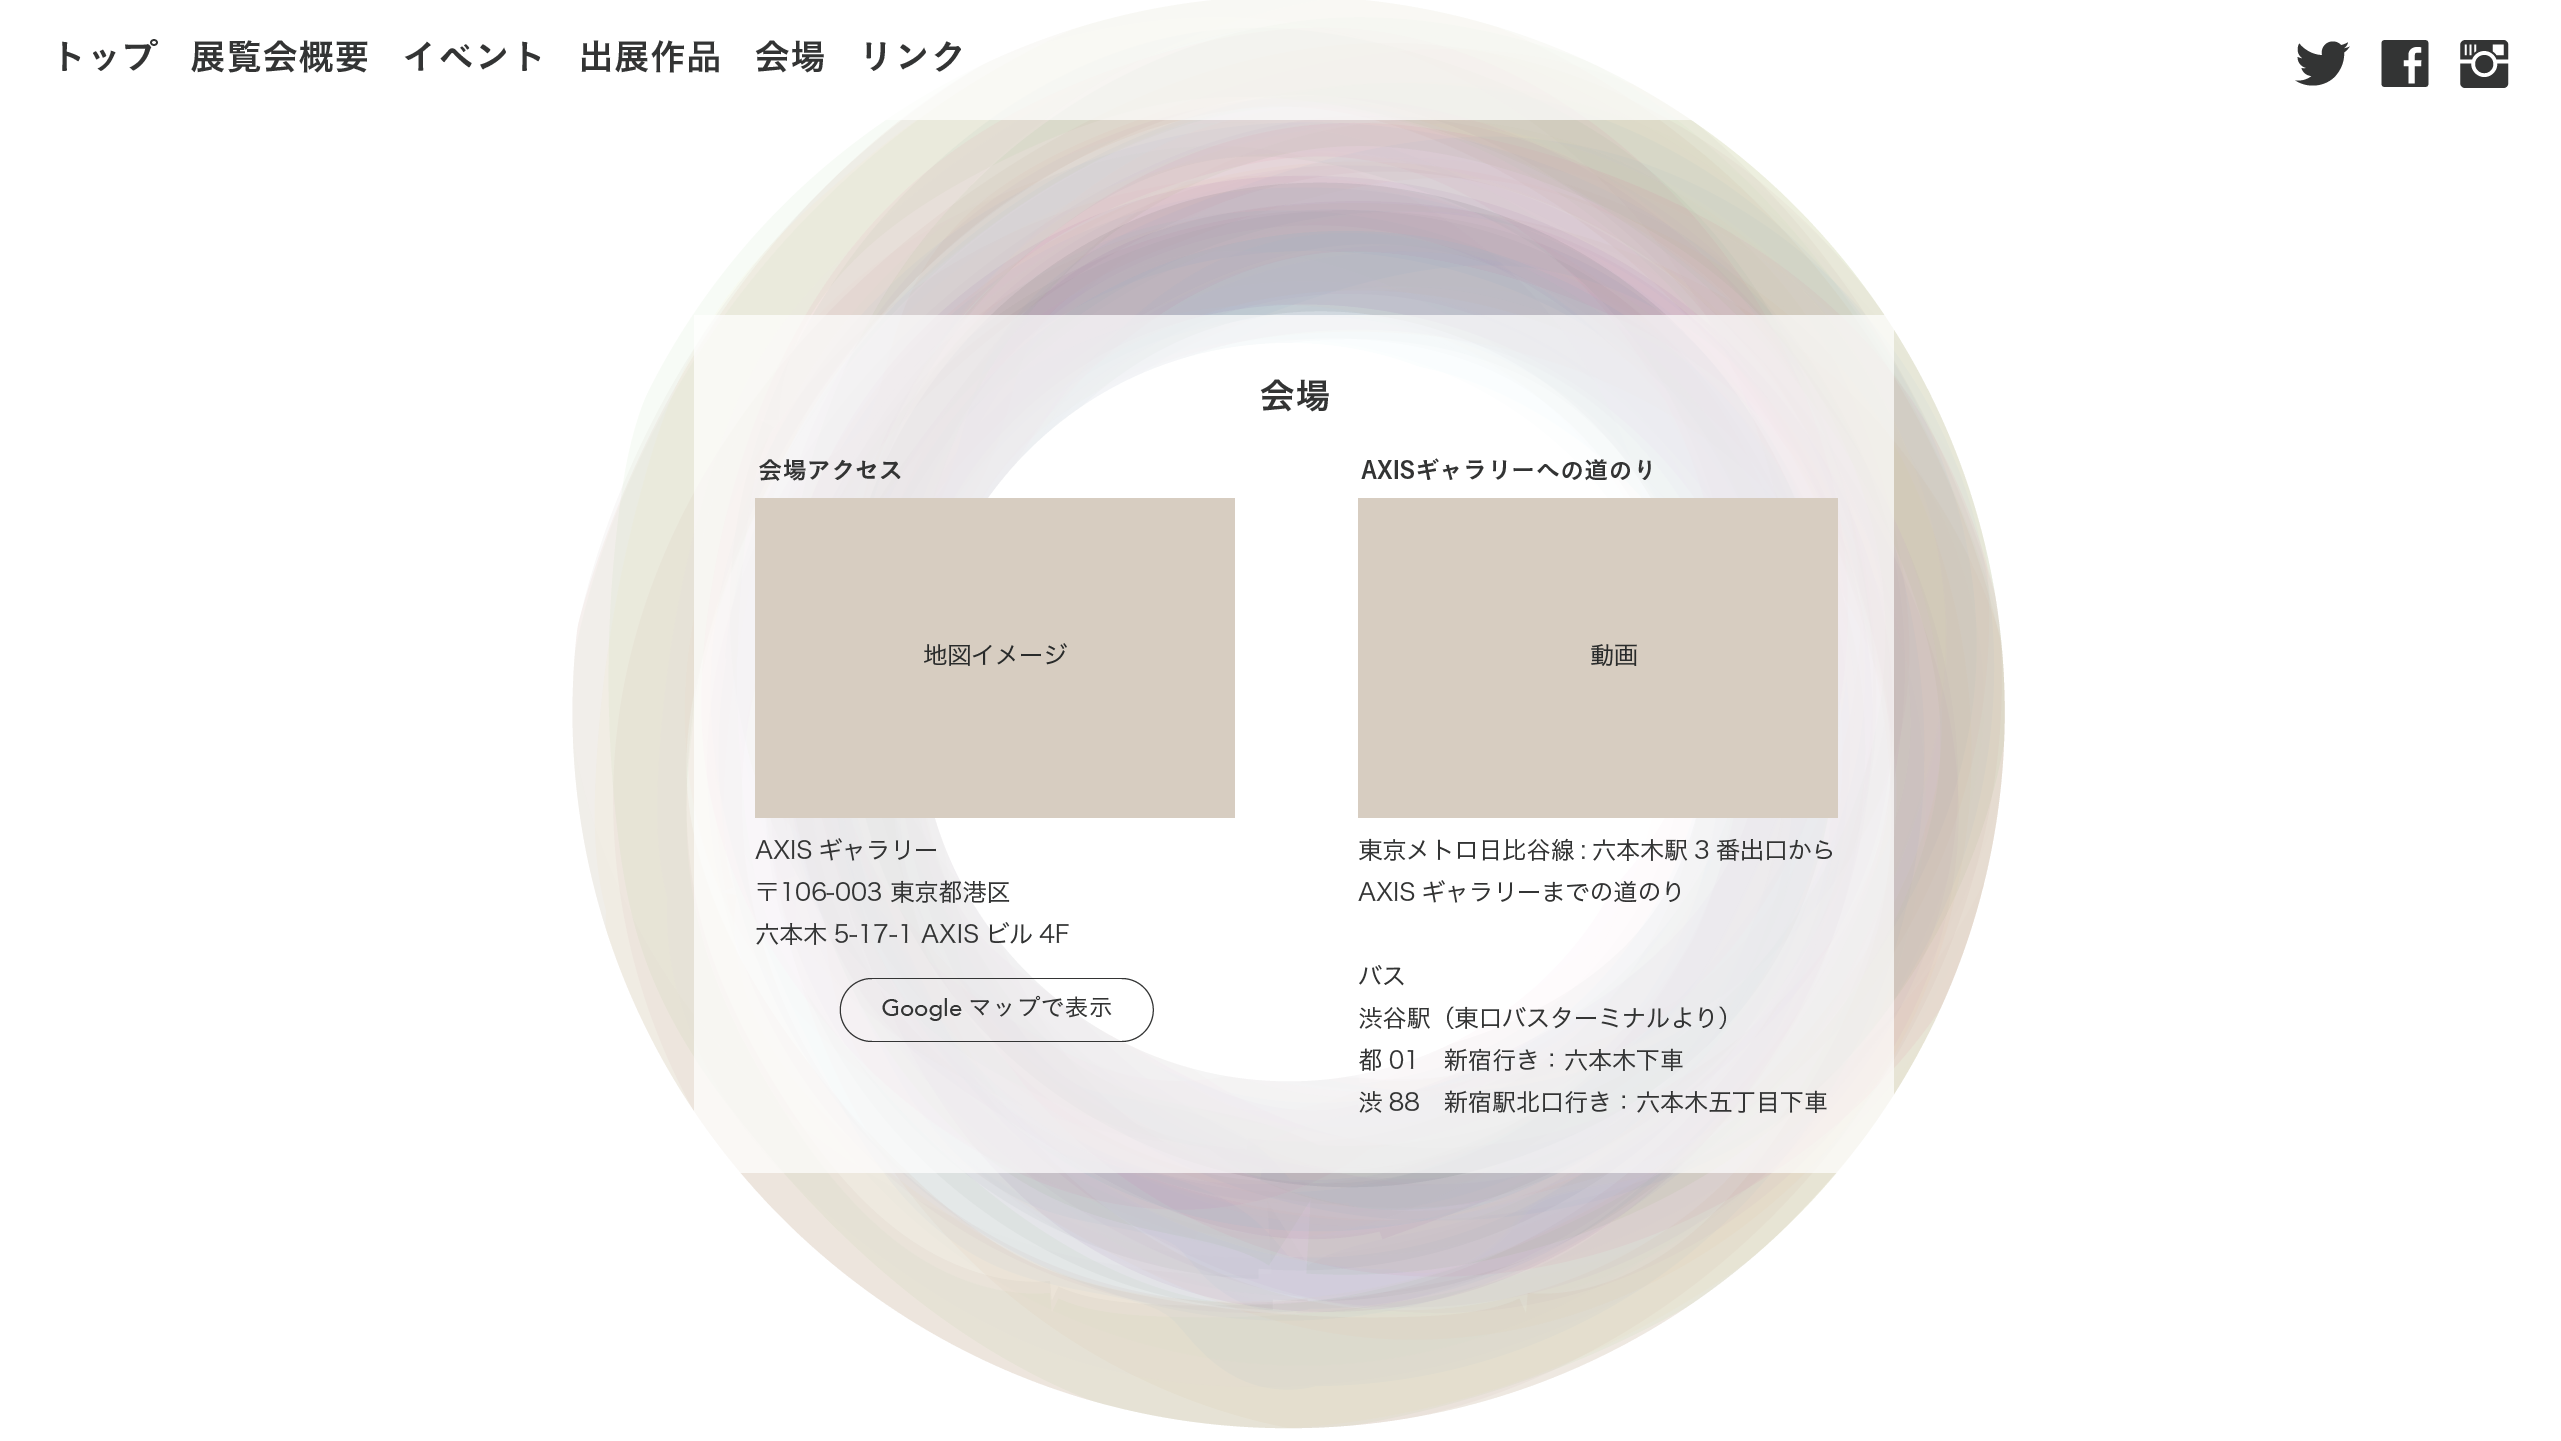 トップ 展覧会概要 イベント 出展作品 会場 リンク
会場
会場アクセス
地図イメージ
AXIS ギャラリー
〒106-003 東京都港区
六本木 5-17-1 AXIS ビル 4F
Google マップで表示
AXISギャラリーへの道のり
動画
東京メトロ日比谷線 : 六本木駅 3 番出口から
AXIS ギャラリーまでの道のり
バス
渋谷駅（東口バスターミナルより）
都 01　新宿行き：六本木下車
渋 88　新宿駅北口行き：六本木五丁目下車